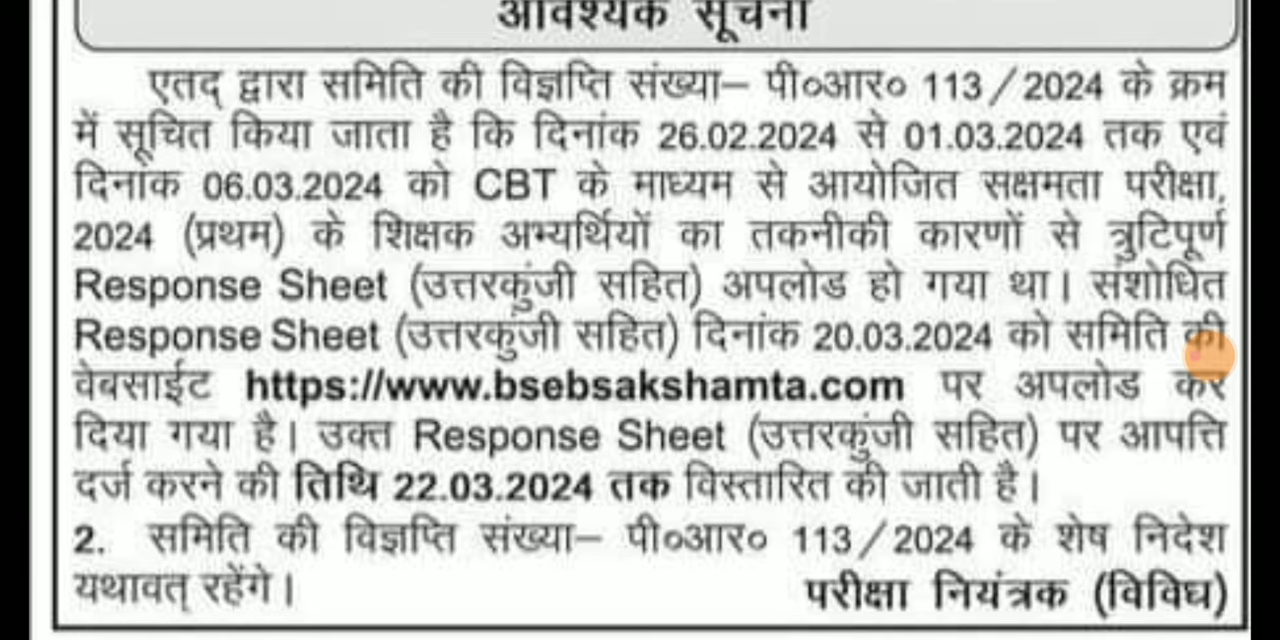 आवश्यक सूचना
एतद् द्वारा समिति की विज्ञप्ति संख्या– पी०आर० 113/2024 के क्रम
में सूचित किया जाता है कि दिनांक 26.02.2024 से 01.03.2024 तक एवं
दिनांक 06.03.2024 को CBT के माध्यम से आयोजित सक्षमता परीक्षा,
2024 (प्रथम) के शिक्षक अभ्यर्थियों का तकनीकी कारणों से त्रुटिपूर्ण
Response Sheet (उत्तरकुंजी सहित) अपलोड हो गया था। संशोधित
Response Sheet (उत्तरकुंजी सहित) दिनांक 20.03.2024 को समिति की
वेबसाईट https://www.bsebsakshamta.com पर अपलोड कर
दिया गया है। उक्त Response Sheet (उत्तरकुंजी सहित) पर आपत्ति
दर्ज करने की तिथि 22.03.2024 तक विस्तारित की जाती है।
2. समिति की विज्ञप्ति संख्या– पी०आर० 113/2024 के शेष निदेश
यथावत् रहेंगे। परीक्षा नियंत्रक (विविध)